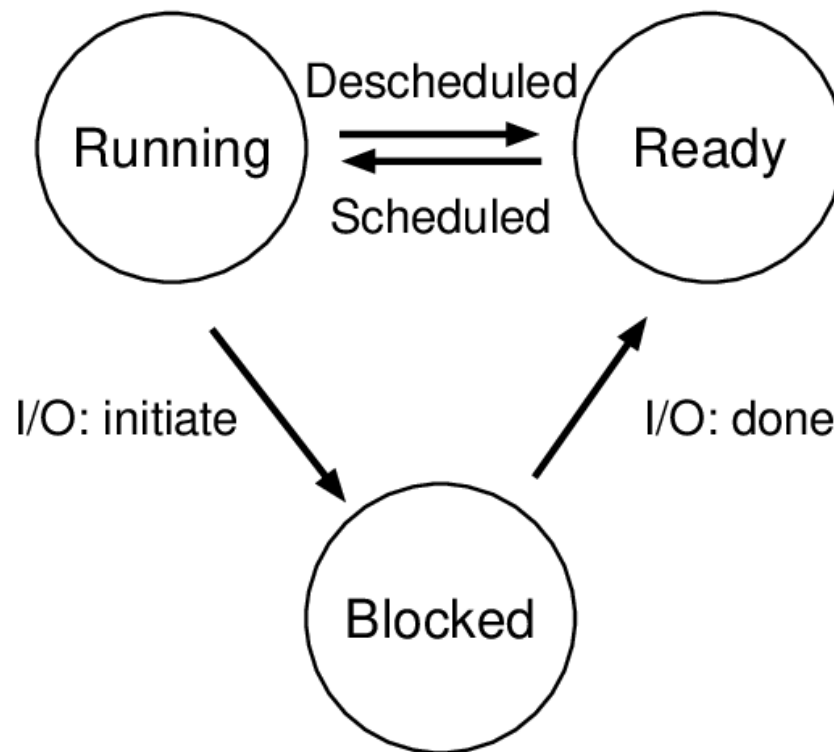 Descheduled
Running
Ready
Scheduled
I/O: initiate
I/O: done
Blocked